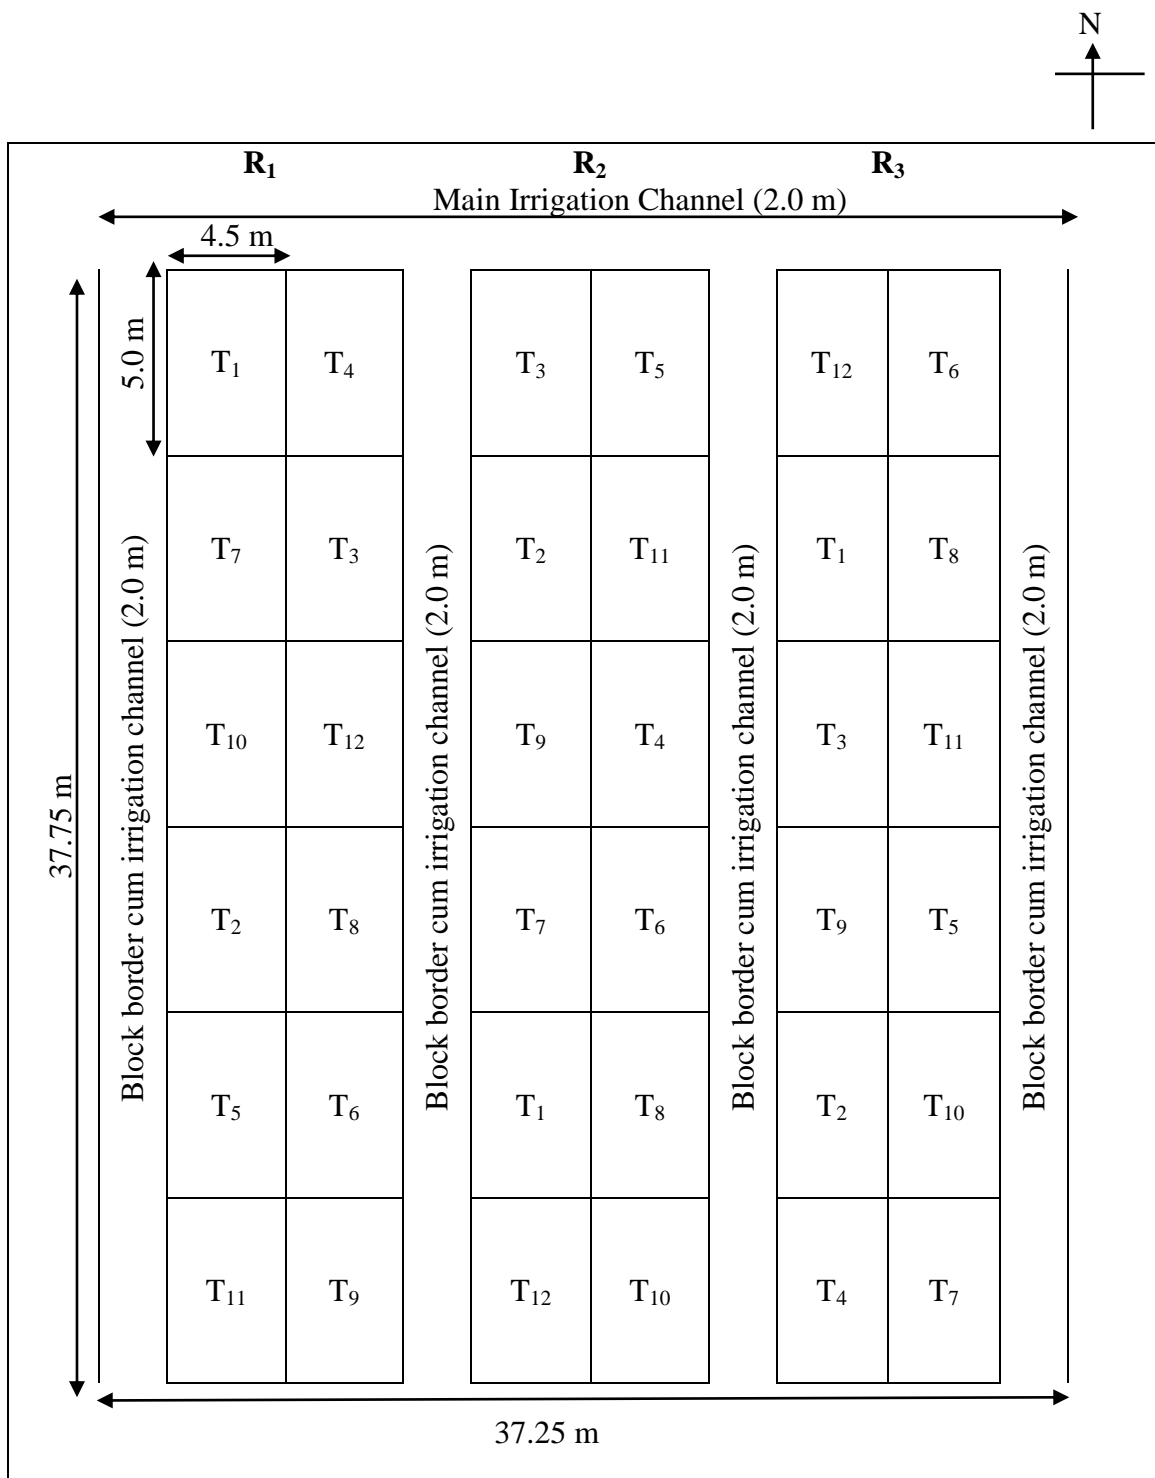 N
R₁ R₂ R₃
Main Irrigation Channel (2.0 m)
4.5 m
5.0 m
T₁ T₄ T₃ T₅ T₁₂ T₆
T₇ T₃ T₂ T₁₁ T₁ T₈
T₁₀ T₁₂ T₉ T₄ T₃ T₁₁
T₂ T₈ T₇ T₆ T₉ T₅
T₅ T₆ T₁ T₈ T₂ T₁₀
T₁₁ T₉ T₁₂ T₁₀ T₄ T₇
37.75 m
Block border cum irrigation channel (2.0 m)
Block border cum irrigation channel (2.0 m)
Block border cum irrigation channel (2.0 m)
Block border cum irrigation channel (2.0 m)
37.25 m